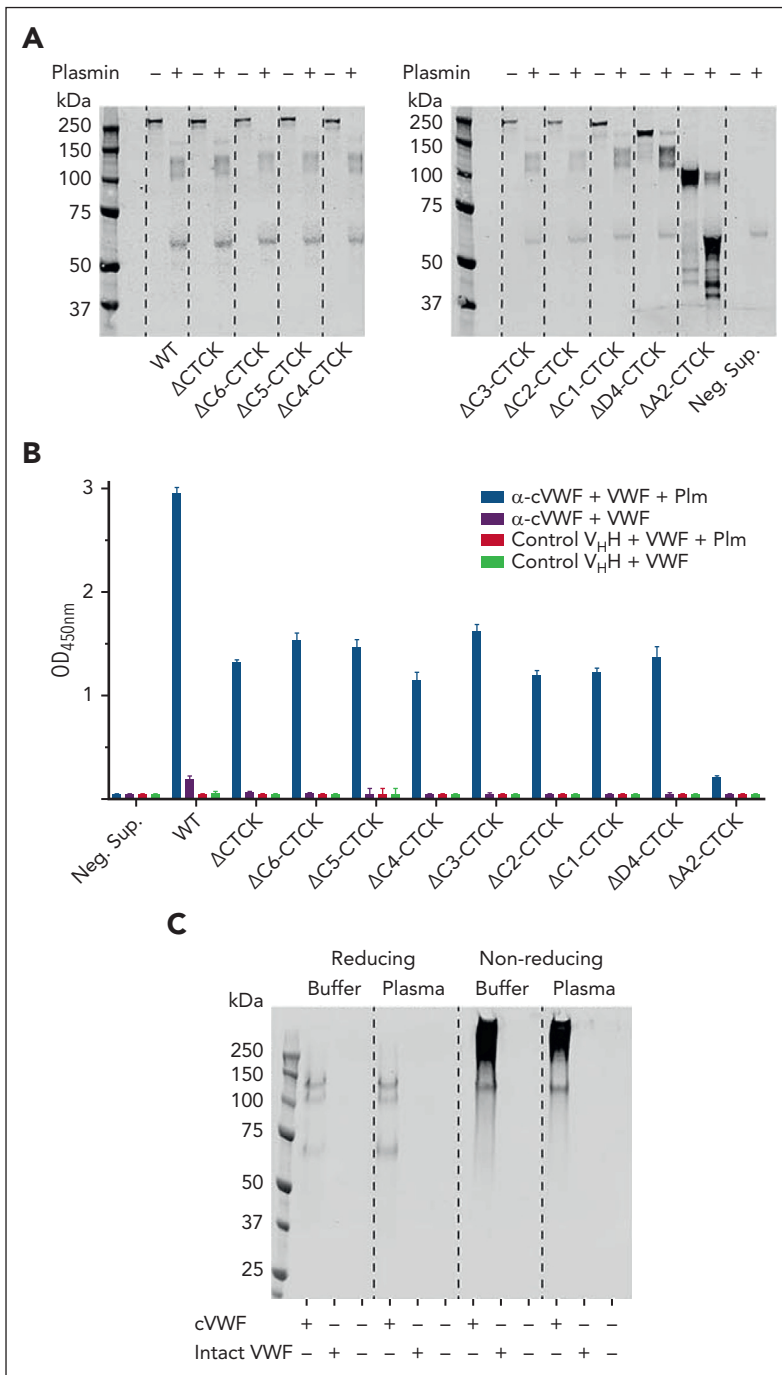 A
Plasmin – + – + – + – + – +
kDa
250
150
100
75
50
37
WT
ΔCTCK
ΔC6-CTCK
ΔC5-CTCK
ΔC4-CTCK
Plasmin – + – + – + – + – + – +
kDa
250
150
100
75
50
37
ΔC3-CTCK
ΔC2-CTCK
ΔC1-CTCK
ΔD4-CTCK
ΔA2-CTCK
Neg. Sup.
B
α-cVWF + VWF + Plm
α-cVWF + VWF
Control VHH + VWF + Plm
Control VHH + VWF
OD450nm
3
2
1
Neg. Sup.
WT
ΔCTCK
ΔC6-CTCK
ΔC5-CTCK
ΔC4-CTCK
ΔC3-CTCK
ΔC2-CTCK
ΔC1-CTCK
ΔD4-CTCK
ΔA2-CTCK
C
Reducing Non-reducing
kDa Buffer Plasma Buffer Plasma
250
150
100
75
50
37
25
cVWF + – – + – – + – – + – –
Intact VWF – + – – + – – + – – + –